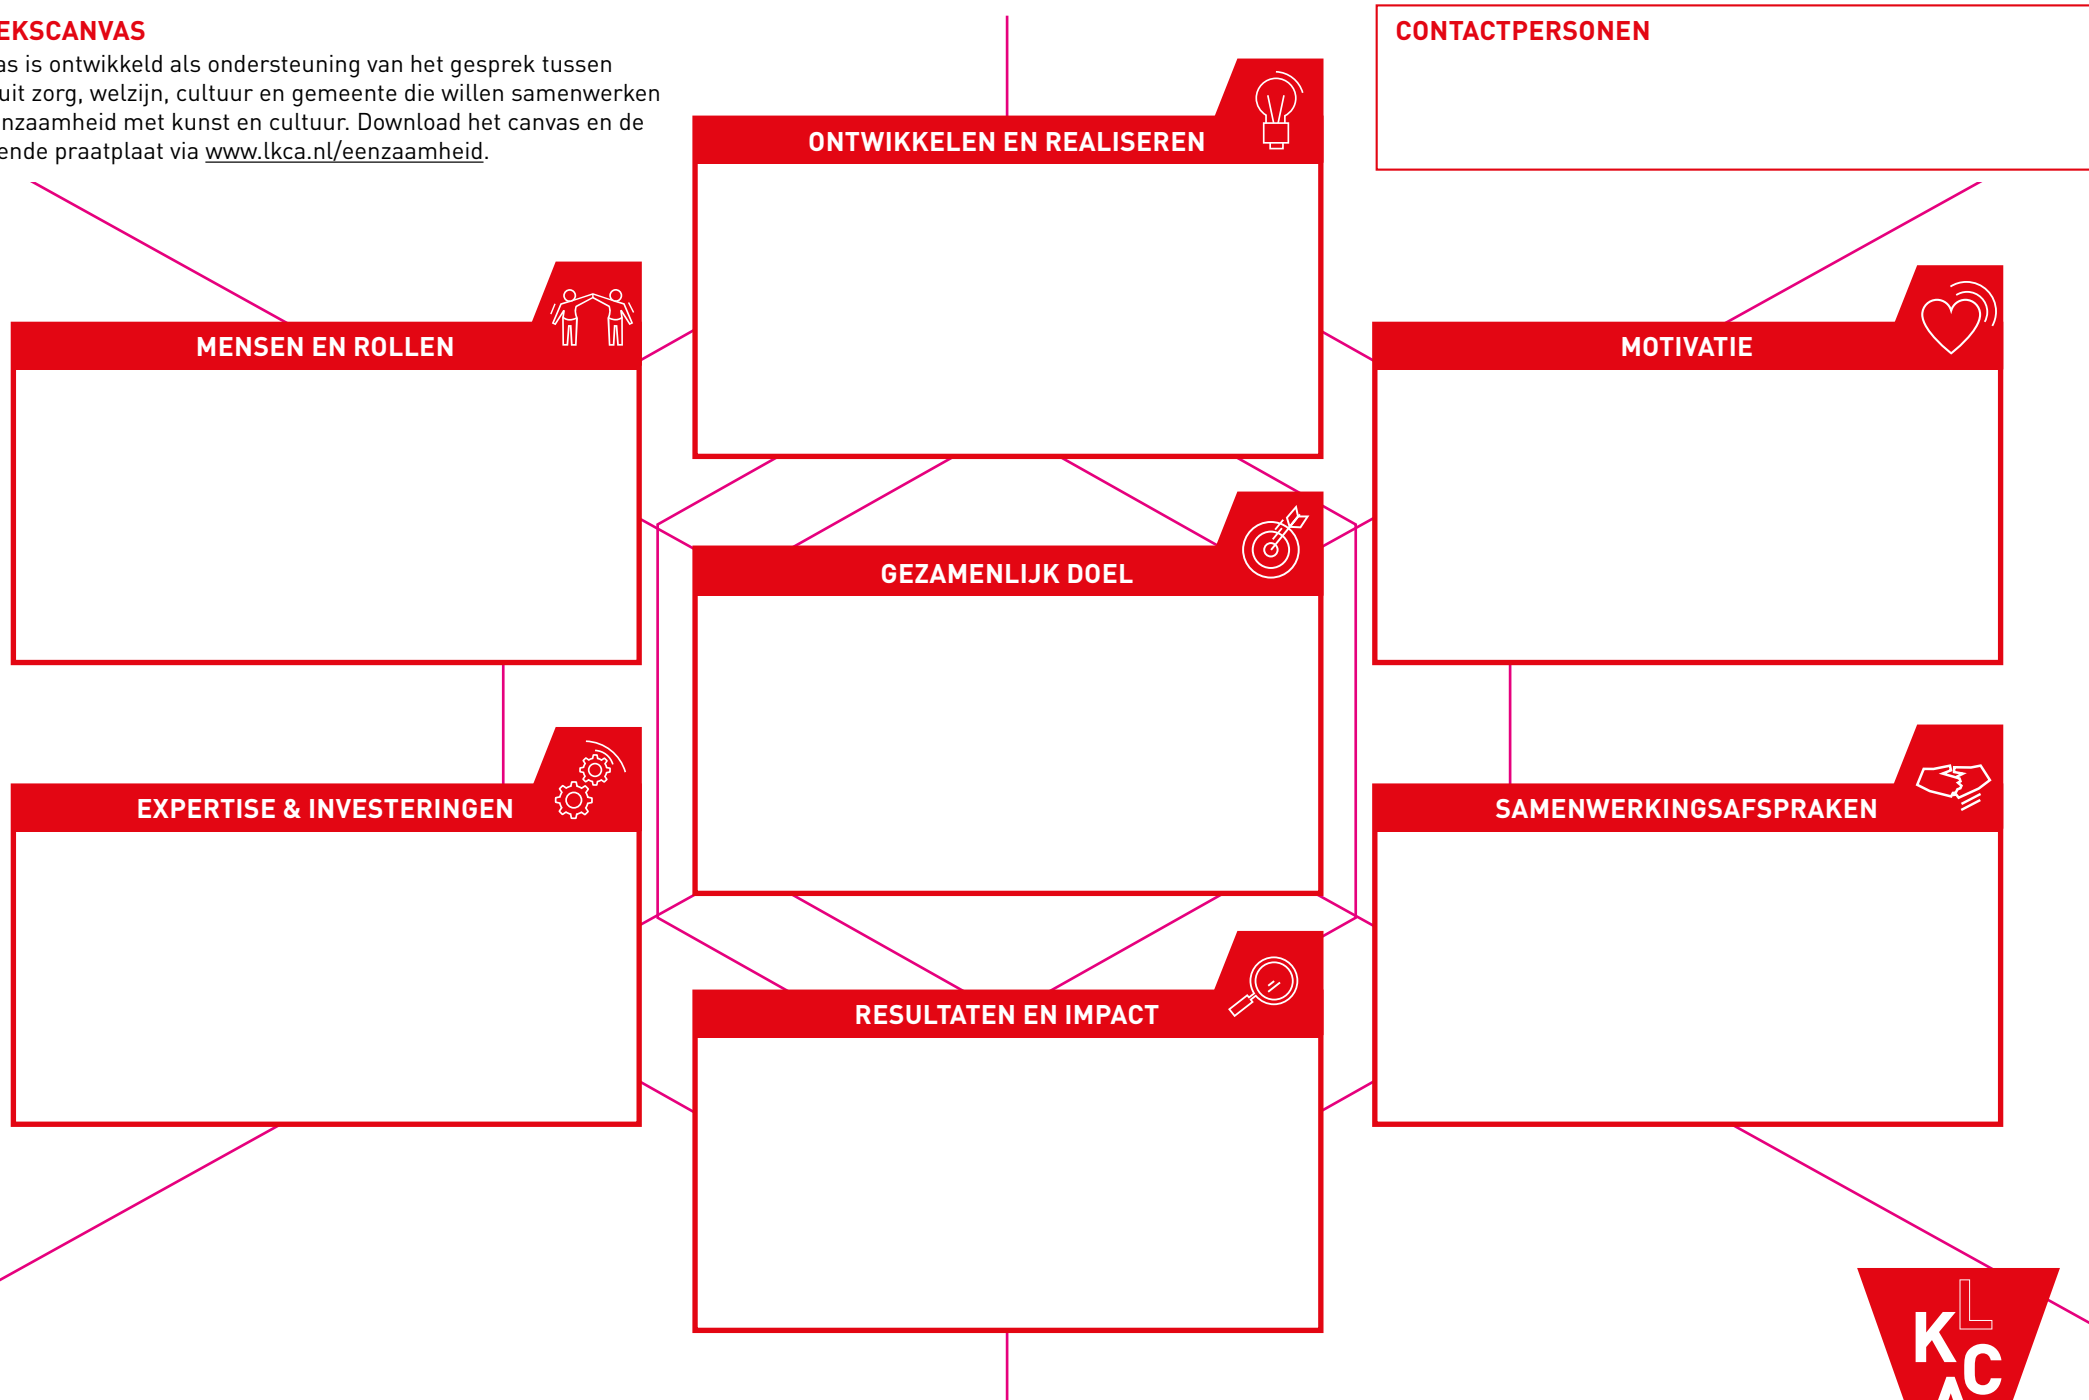 EKSCANVAS
as is ontwikkeld als ondersteuning van het gesprek tussen
uit zorg, welzijn, cultuur en gemeente die willen samenwerken
nzaamheid met kunst en cultuur. Download het canvas en de
ende praatplaat via www.lkca.nl/eenzaamheid.
CONTACTPERSONEN
ONTWIKKELEN EN REALISEREN
MENSEN EN ROLLEN
MOTIVATIE
GEZAMENLIJK DOEL
EXPERTISE & INVESTERINGEN
SAMENWERKINGSAFSPRAKEN
RESULTATEN EN IMPACT
L
K
C
A